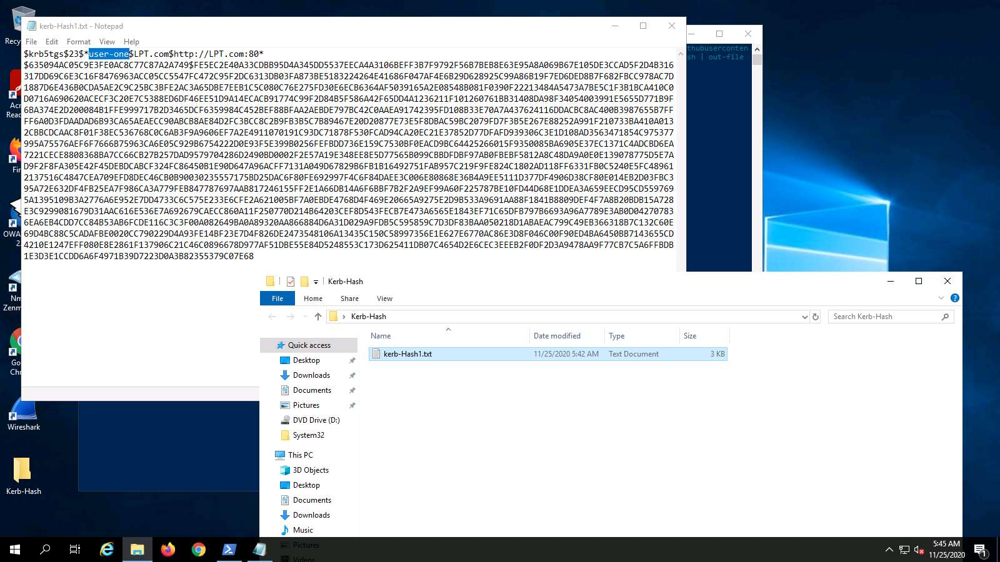 kerb-Hash1.txt - Notepad
File Edit Format View Help
$krb5tgs$23$*user-one$LPT.com$http://LPT.com:80*
$635094AC05C9E3FE0AC8C77C87A2A749$FE5EC2E40A33CDBB95D4A345DD5537EECA4A3106BEFF3B7F9792F56B7BEB8E63E95A8A069B67E105DE3CCAD5F2D4B316
317DD69C6E3C16F8476963ACC05CC5547FC472C95F2DC6313DB03FA873BE5183224264E41686F047AF4E6B29D628925C99A86B19F7ED6DED8B7F682FBCC978AC7D
1887D6E436B0CDA5AE2C9C25BC3BFE2AC3A65DBE7EEB1C5C080C76E275FD30E6ECB6364AF5039165A2E08548B081F0390F22213484A5473A7BE5C1F3B1BCA410C0
D0716A690620ACECF3C20E7C5388ED6DF46EE51D9A14ECACB91774C99F2D84B5F586A42F65DD4A1236211F101260761BB31408DA98F34054003991E5655D771B9F
6BA374E2D200084B1FFE999717B2D3465DCF6359984C452BEF88BFAA2AEBDE797BC42C0AAEA91742395FD108B33E70A7A437624116DDACBC8AC400B3987655B7FF
FF6A0D3FDAADAD6B93CA65AEAECC90ABCB8AE84D2FC3BCC8C2B9FB3B5C7B89467E20D20877E73E5F8DBAC59BC2079FD7F3B5E267E88252A991F210733BA410A013
2CBBCDCAAC8F01F38EC536768C0C6AB3F9A9606EF7A2E4911070191C93DC71878F530FCAD94CA20EC21E37852D77DFAFD939306C3E1D108AD3563471854C975377
995A75576AEF6F7666B75963CA6E05C929B6754222D0E93F5E399B0256FEFBDD736E159C7530BF0EACD9BC64425266015F9350085BA6905E37EC1371C4ADCBD6EA
7221CECE8808368BA7CC66CB27B257DAD9579704286D2490BD0002F2E57A19E348EE8E5D77565B099CBBDFDBF97AB0FBEBF5812A8C48DA9A0E0E139078775D5E7A
D9F2F8FA305E42F45DEBDCABCF324FC86450B1E90D647A96ACFF7131A049D67829B6FB1B16492751FAB957C219F9FE824C1802AD118FF6331FB0C5240E5FC48961
2137516C4847CEA709EFD8DEC46CB0B90030235557175BD25DAC6F80FE692997F4C6F84DAEE3C006E80868E36B4A9EE5111D377DF4906D38CF80E014EB2D03FBC3
95A72E632DF4FB25EA7F986CA3A779FEB847787697AAB817246155FF2E1A66DB14A6F6BBF7B2F2A9EF99A60F225787BE10FD44D68E1DDEA3A659EECD95CD559769
5A1395109B3A2776A6E952E7DD4733C6C575E233E6CFE2A621005BF7A0EBDE4768D4F469E20665A9275E2D9B533A9691AA88F1841B8809DEF4F7A8B20BDB15A728
E3C9299081679D31AAC616E536E7A692679CAECC860A11F250770D214B64203CEF8D543FECB7E473A6565E1843EF71C65DFB797B6693A96A7789E3AB0D04270783
6EA6EB4CDD7CC84B53AB6FCDE116C3C3F00A082649BA0A89320AA866884D6A31D029A9FDB5C595859C7D3DF83BAA050218D1ABAEAC799C49EB366318B7C132C60E
69D4BC88C5CADAFBE0020CC790229D4A93FE14BF23E7D4F826DE2473548106A13435C150C58997356E1E627E6770AC86E3D8F046C00F90ED4BA6450BB7143655CD
4210E1247EFF080E8E2861F137906C21C46C0896678D977AF51DBE55E84D5248553C173D625411DB07C4654D2E6CEC3EEEB2F0DF2D3A9478AA9F77CB7C5A6FFBDB
1E3D3E1CCDD6A6F4971B39D7223D0A3B82355379C07E68
thubuserconten
sh | out-file
Kerb-Hash
File Home Share View
Kerb-Hash
Search Kerb-Hash
Name Date modified Type Size
kerb-Hash1.txt 11/25/2020 5:42 AM Text Document 3 KB
Quick access
Desktop
Downloads
Documents
Pictures
DVD Drive (D:)
System32
This PC
3D Objects
Desktop
Documents
Downloads
Music
Pictures
Videos
Recy
Acr
Read
Fir
OWA
2.
Nm
Zenm
Go
Chr
Wireshark
Kerb-Hash
5:45 AM
11/25/2020
1